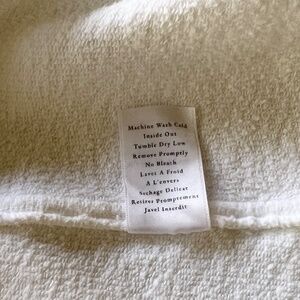 Machine Wash Cold
Inside Out
Tumble Dry Low
Remove Promptly
No Bleach
Laver A Froid
A L'envers
Sechage Delicat
Retirez Promptement
Javel Interdit